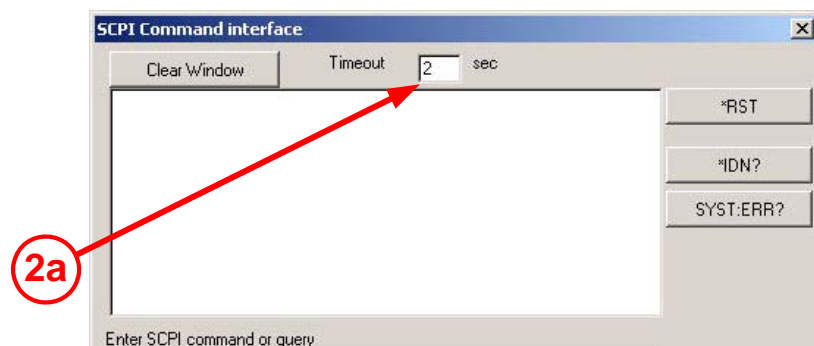 SCPI Command interface
Clear Window
Timeout 2 sec
*RST
*IDN?
SYST:ERR?
2a
Enter SCPI command or query